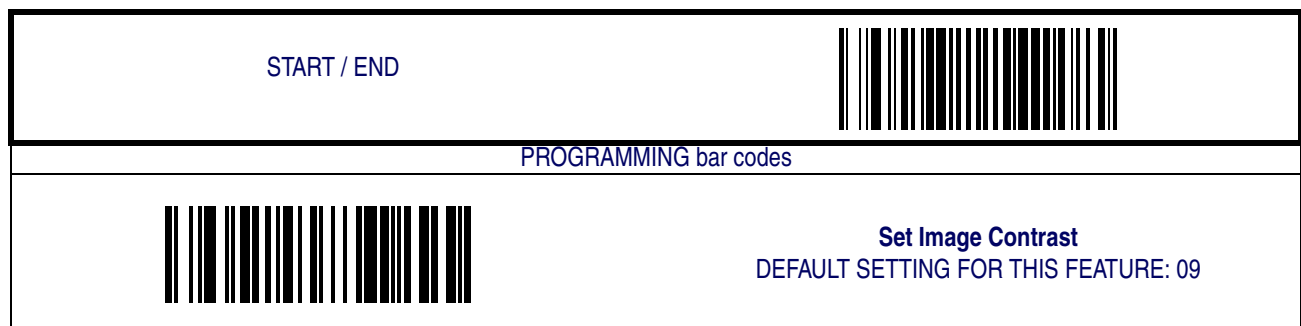 START / END
PROGRAMMING bar codes
Set Image Contrast
DEFAULT SETTING FOR THIS FEATURE: 09